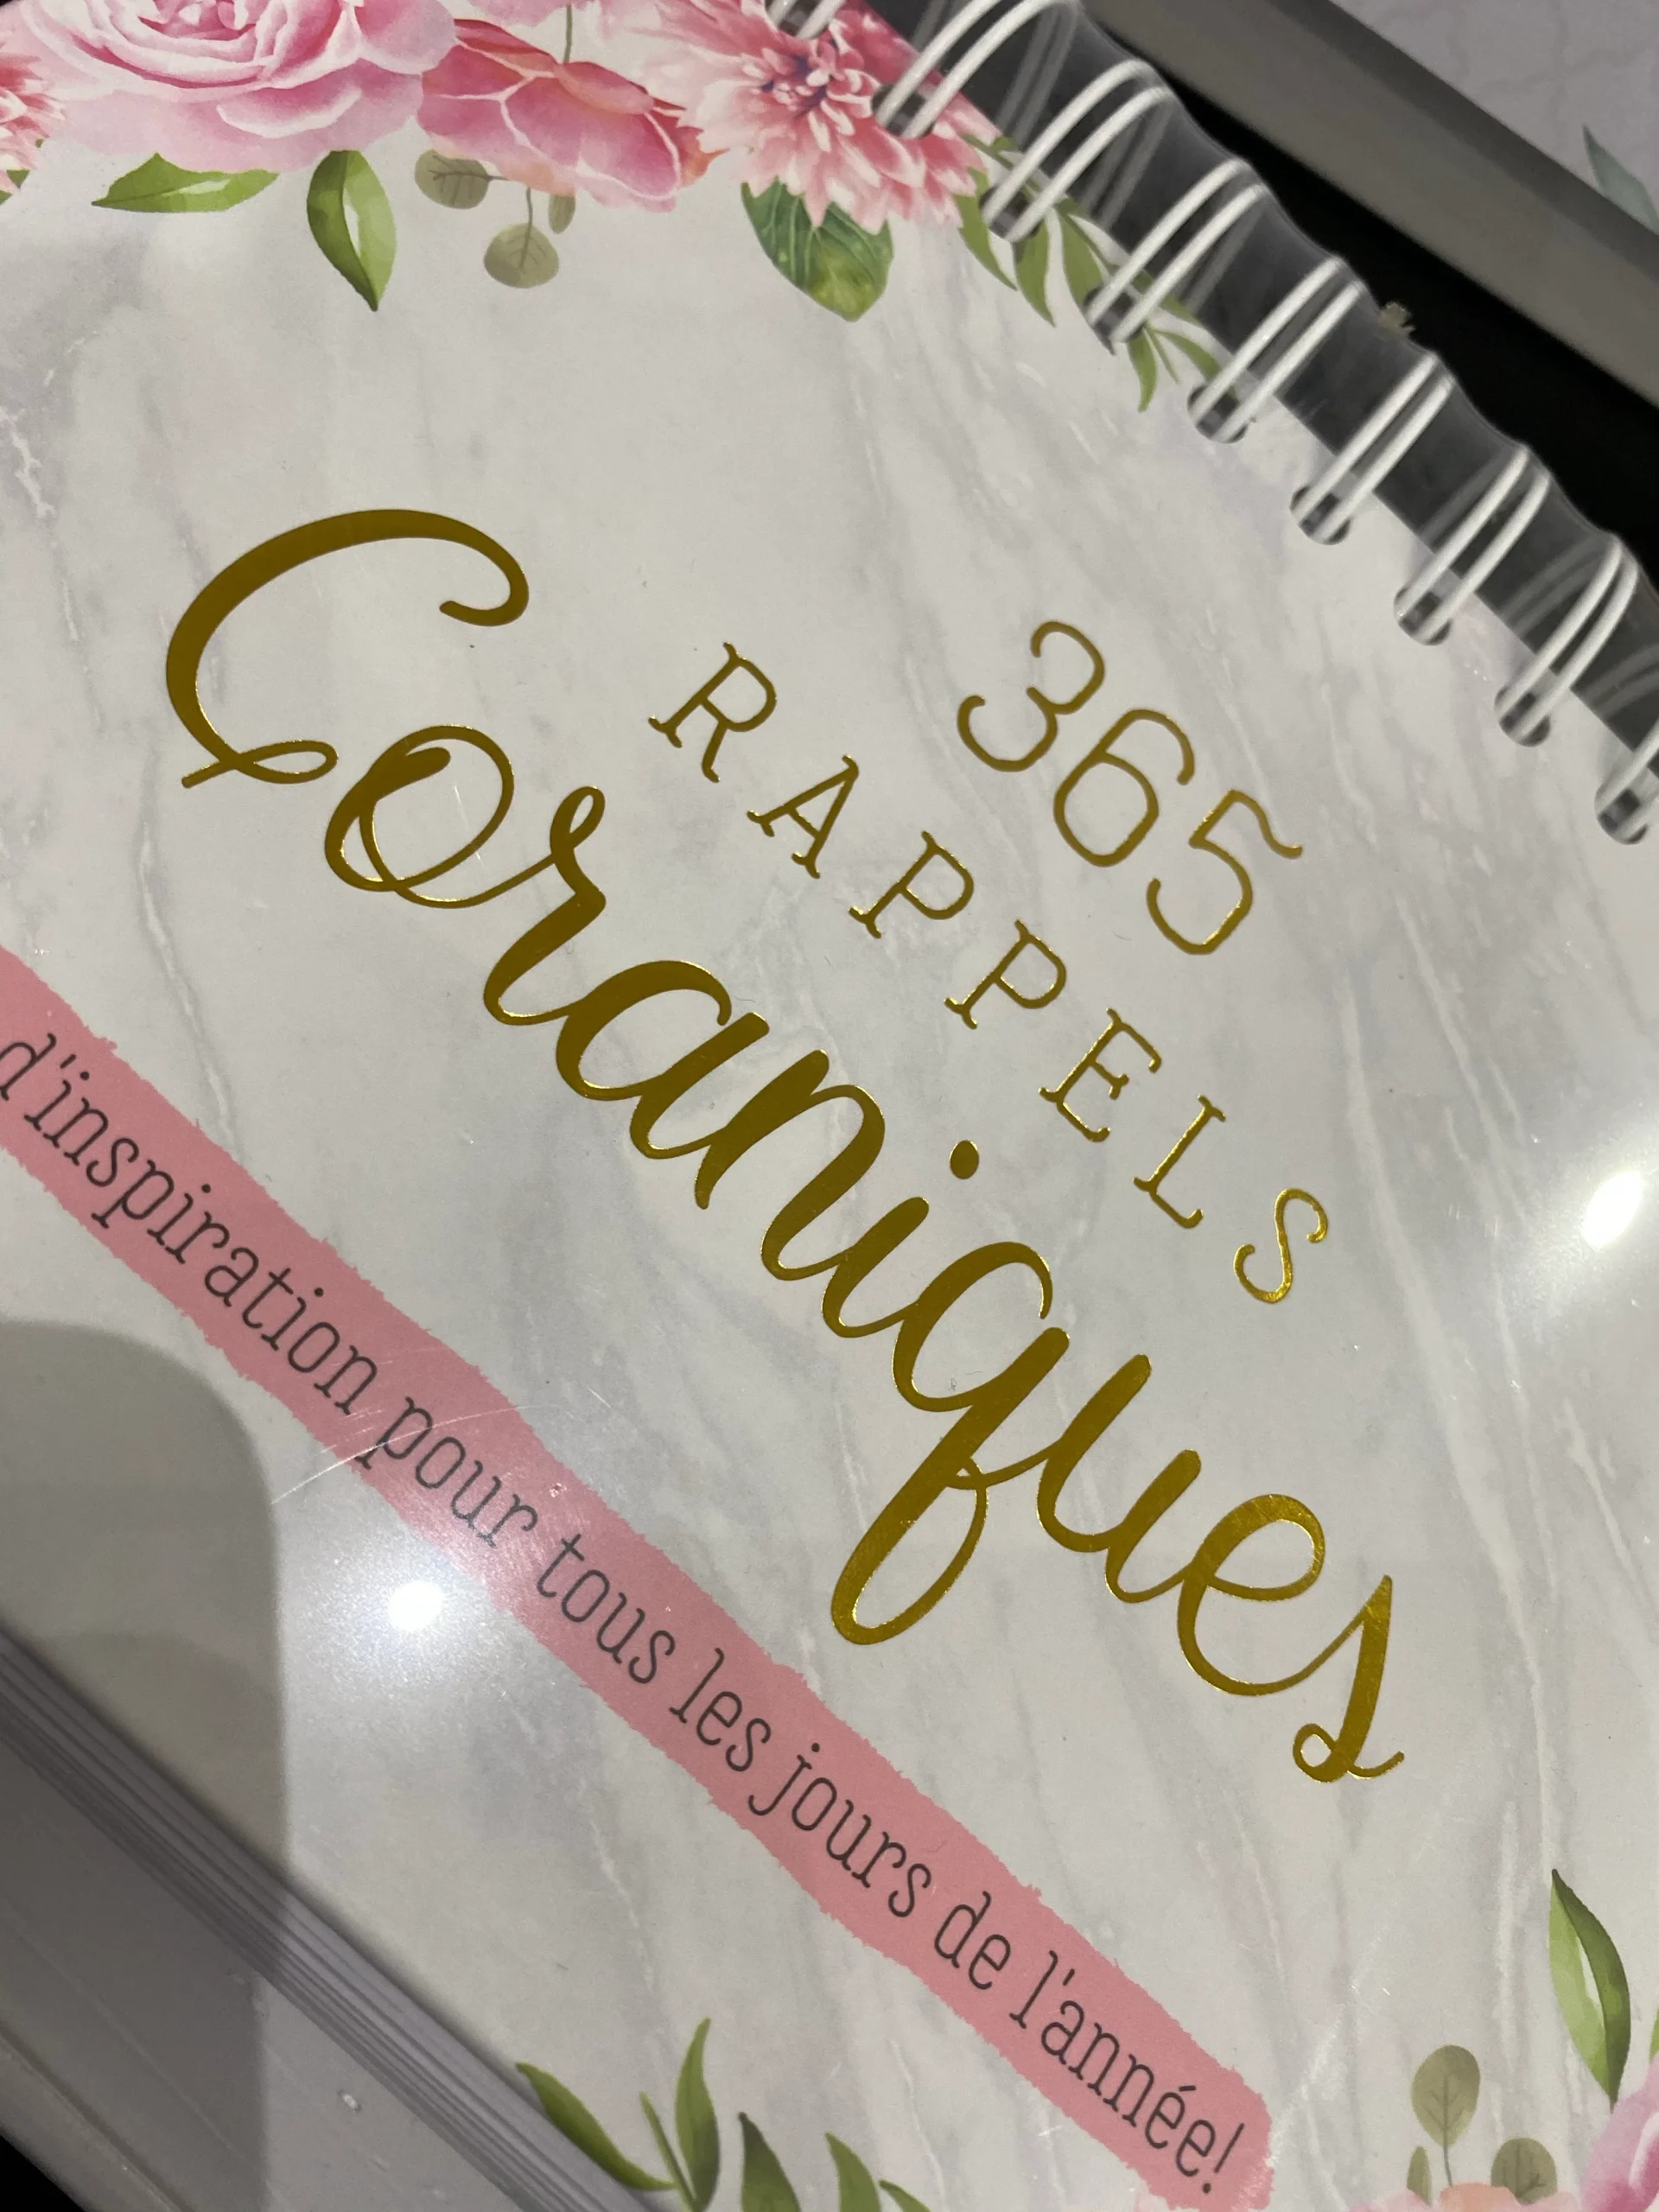 365
RAPPELS
Coraniques
d'inspiration pour tous les jours de l'année!